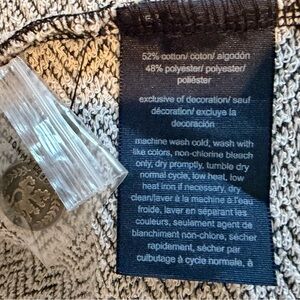 52% cotton/ coton/ algodón
48% polyester/ polyester/
poliéster
exclusive of decoration/ sauf
décoration/ excluye la
decoración
machine wash cold, wash with
like colors, non-chlorine bleach
only, dry promptly, tumble dry
normal cycle, low heat, low
heat iron if necessary, dry
clean/laver à la machine à l'eau
froide, laver en séparant les
couleurs, seulement agent de
blanchiment non-chlore, sécher
rapidement, sécher par
culbutage à cycle normale, à